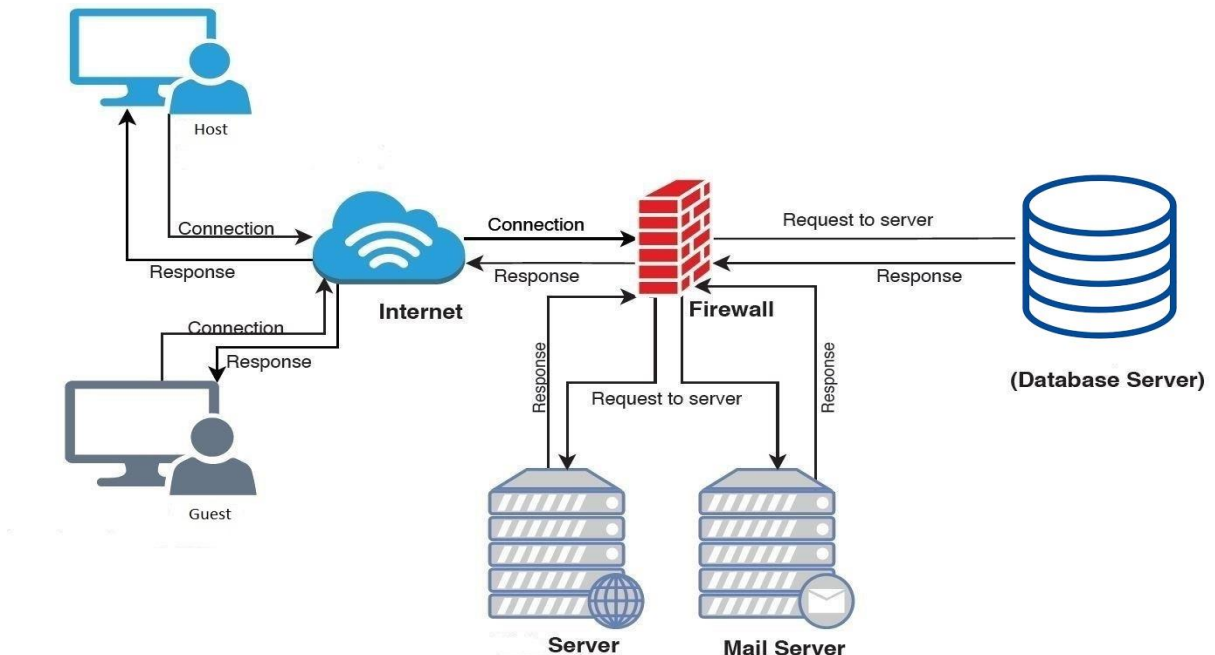 Host
Connection
Response
Connection
Response
Guest
Internet
Connection
Response
Firewall
Request to server
Response
(Database Server)
Response
Request to server
Response
Server
Mail Server